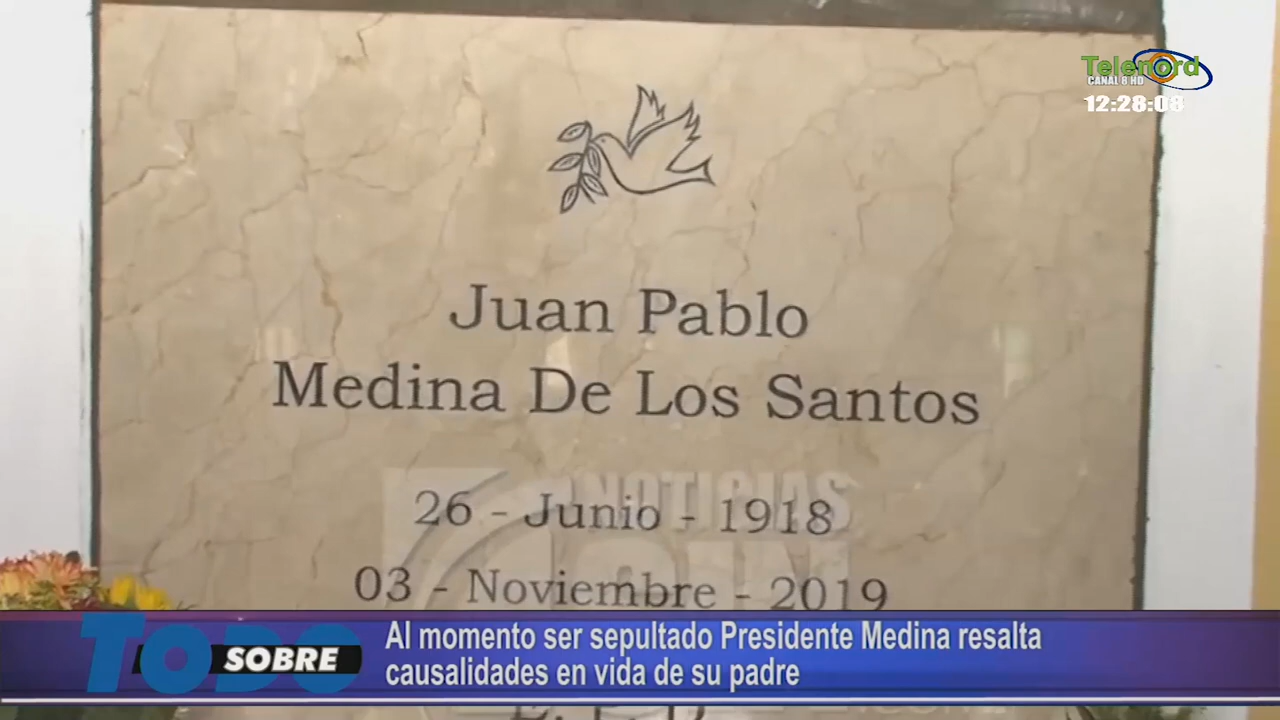 Telenord
CANAL 8 HD
12:28:08
Juan Pablo
Medina De Los Santos
26 - Junio - 1918
NOTICIAS
03 - Noviembre - 2019
TODO
SOBRE
Al momento ser sepultado Presidente Medina resalta
causalidades en vida de su padre